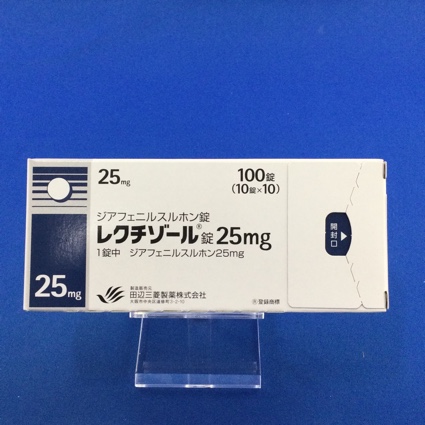 25mg
100錠
(10錠×10)
ジアフェニルスルホン錠
レクチゾール®錠25mg
1錠中 ジアフェニルスルホン25mg
開封口
25mg
製造販売元
田辺三菱製薬株式会社
®登録商標